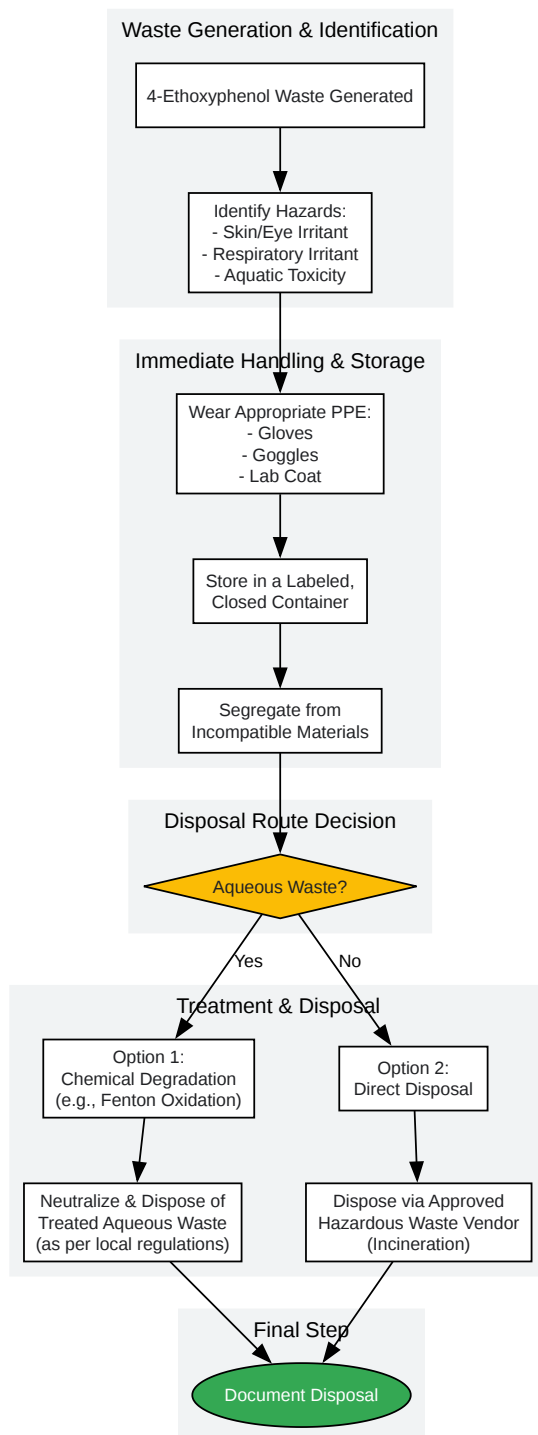 Waste Generation & Identification
4-Ethoxyphenol Waste Generated
Identify Hazards:
- Skin/Eye Irritant
- Respiratory Irritant
- Aquatic Toxicity
Immediate Handling & Storage
Wear Appropriate PPE:
- Gloves
- Goggles
- Lab Coat
Store in a Labeled,
Closed Container
Segregate from
Incompatible Materials
Disposal Route Decision
Aqueous Waste?
Yes
No
Treatment & Disposal
Option 1:
Chemical Degradation
(e.g., Fenton Oxidation)
Option 2:
Direct Disposal
Neutralize & Dispose of
Treated Aqueous Waste
(as per local regulations)
Dispose via Approved
Hazardous Waste Vendor
(Incineration)
Final Step
Document Disposal